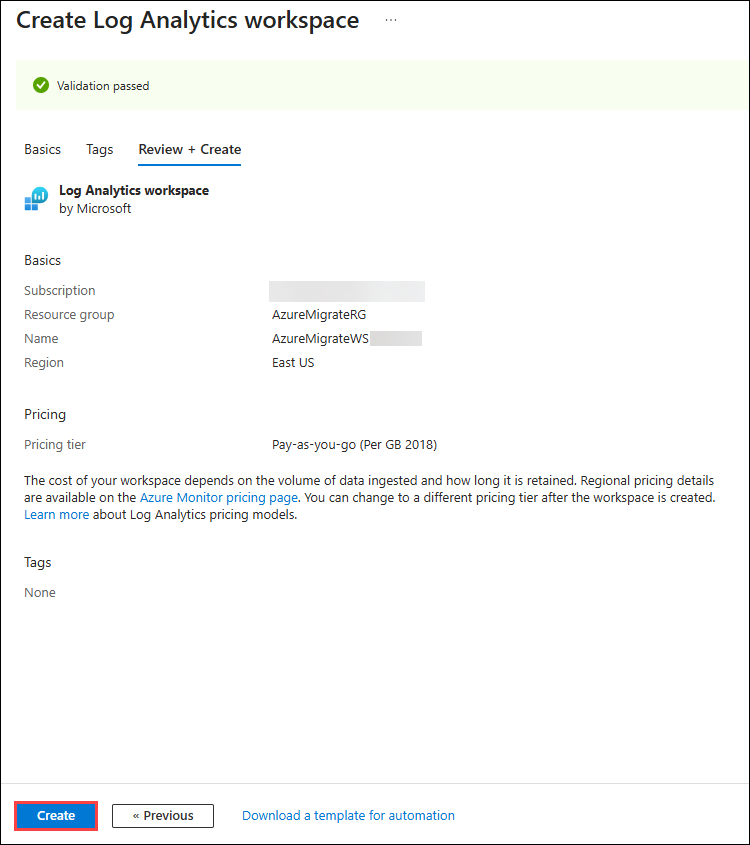 Create Log Analytics workspace ...
Validation passed
Basics Tags Review + Create
Log Analytics workspace
by Microsoft
Basics
Subscription
Resource group AzureMigrateRG
Name AzureMigrateWS
Region East US
Pricing
Pricing tier Pay-as-you-go (Per GB 2018)
The cost of your workspace depends on the volume of data ingested and how long it is retained. Regional pricing details
are available on the Azure Monitor pricing page. You can change to a different pricing tier after the workspace is created.
Learn more about Log Analytics pricing models.
Tags
None
Create « Previous Download a template for automation